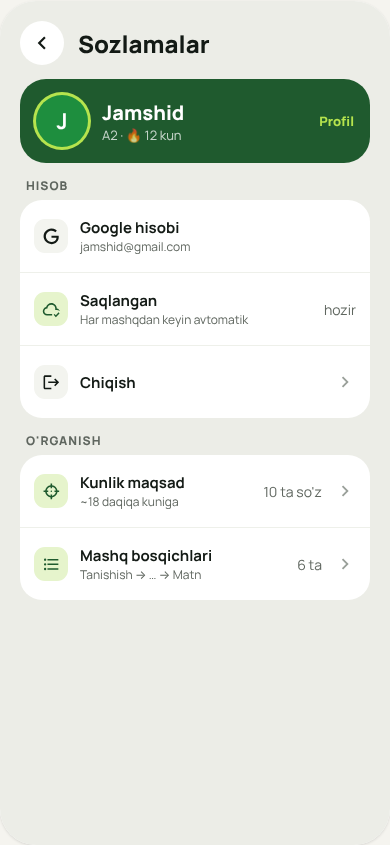 Sozlamalar
J
Jamshid
A2 · 🔥 12 kun
Profil
HISOB
G
Google hisobi
jamshid@gmail.com
Saqlangan
Har mashqdan keyin avtomatik
hozir
Chiqish
O'RGANISH
Kunlik maqsad
~18 daqiqa kuniga
10 ta so'z
Mashq bosqichlari
Tanishish → … → Matn
6 ta